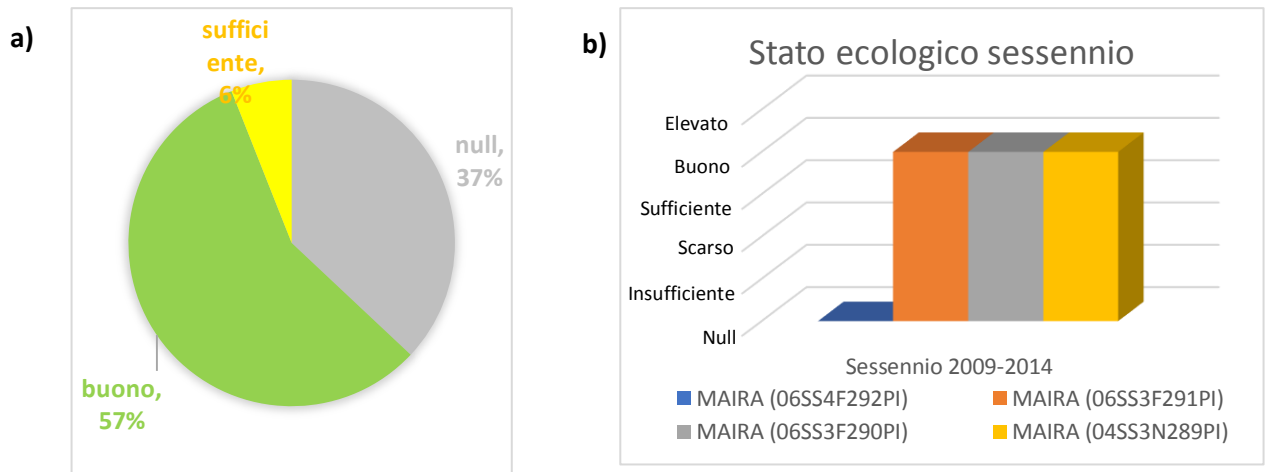 a)
suffici
ente,
6%
null,
37%
buono,
57%
b)
Stato ecologico sessennio
Elevato
Buono
Sufficiente
Scarso
Insufficiente
Null
Sessennio 2009-2014
MAIRA (06SS4F292PI)
MAIRA (06SS3F291PI)
MAIRA (06SS3F290PI)
MAIRA (04SS3N289PI)